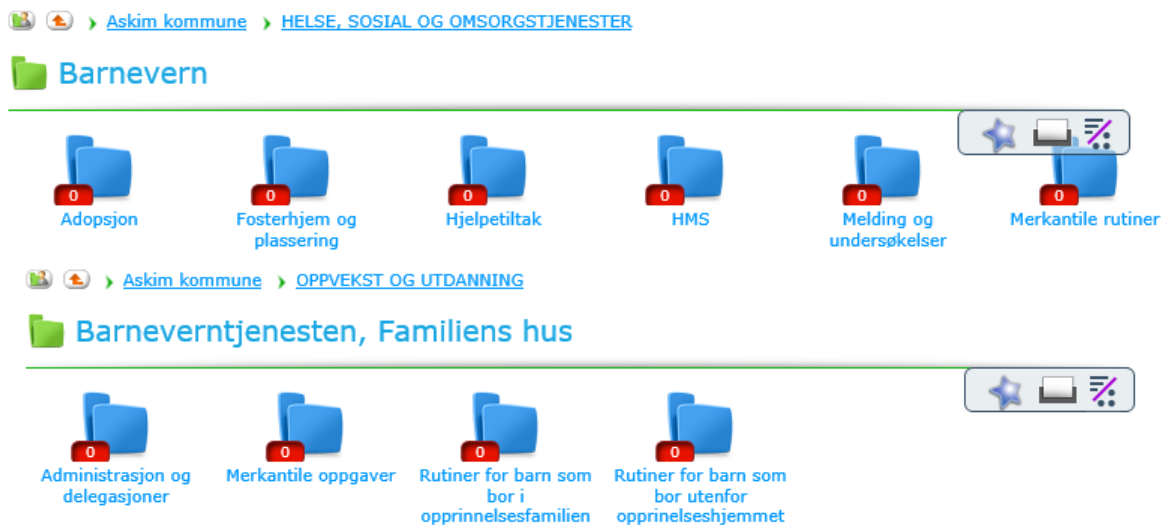 Askim kommune HELSE, SOSIAL OG OMSORGSTJENESTER
Barnevern
0 0 0 0 0 0
Adopsjon Fosterhjem og Hjelpetiltak HMS Melding og Merkantile rutiner
plassering undersøkelser
Askim kommune OPPVEKST OG UTDANNING
Barneverntjenesten, Familiens hus
0 0 0 0
Administrasjon og Merkantile oppgaver Rutiner for barn som Rutiner for barn som
delegasjoner bor i bor utenfor
opprinnelsesfamilien opprinelseshjemmet